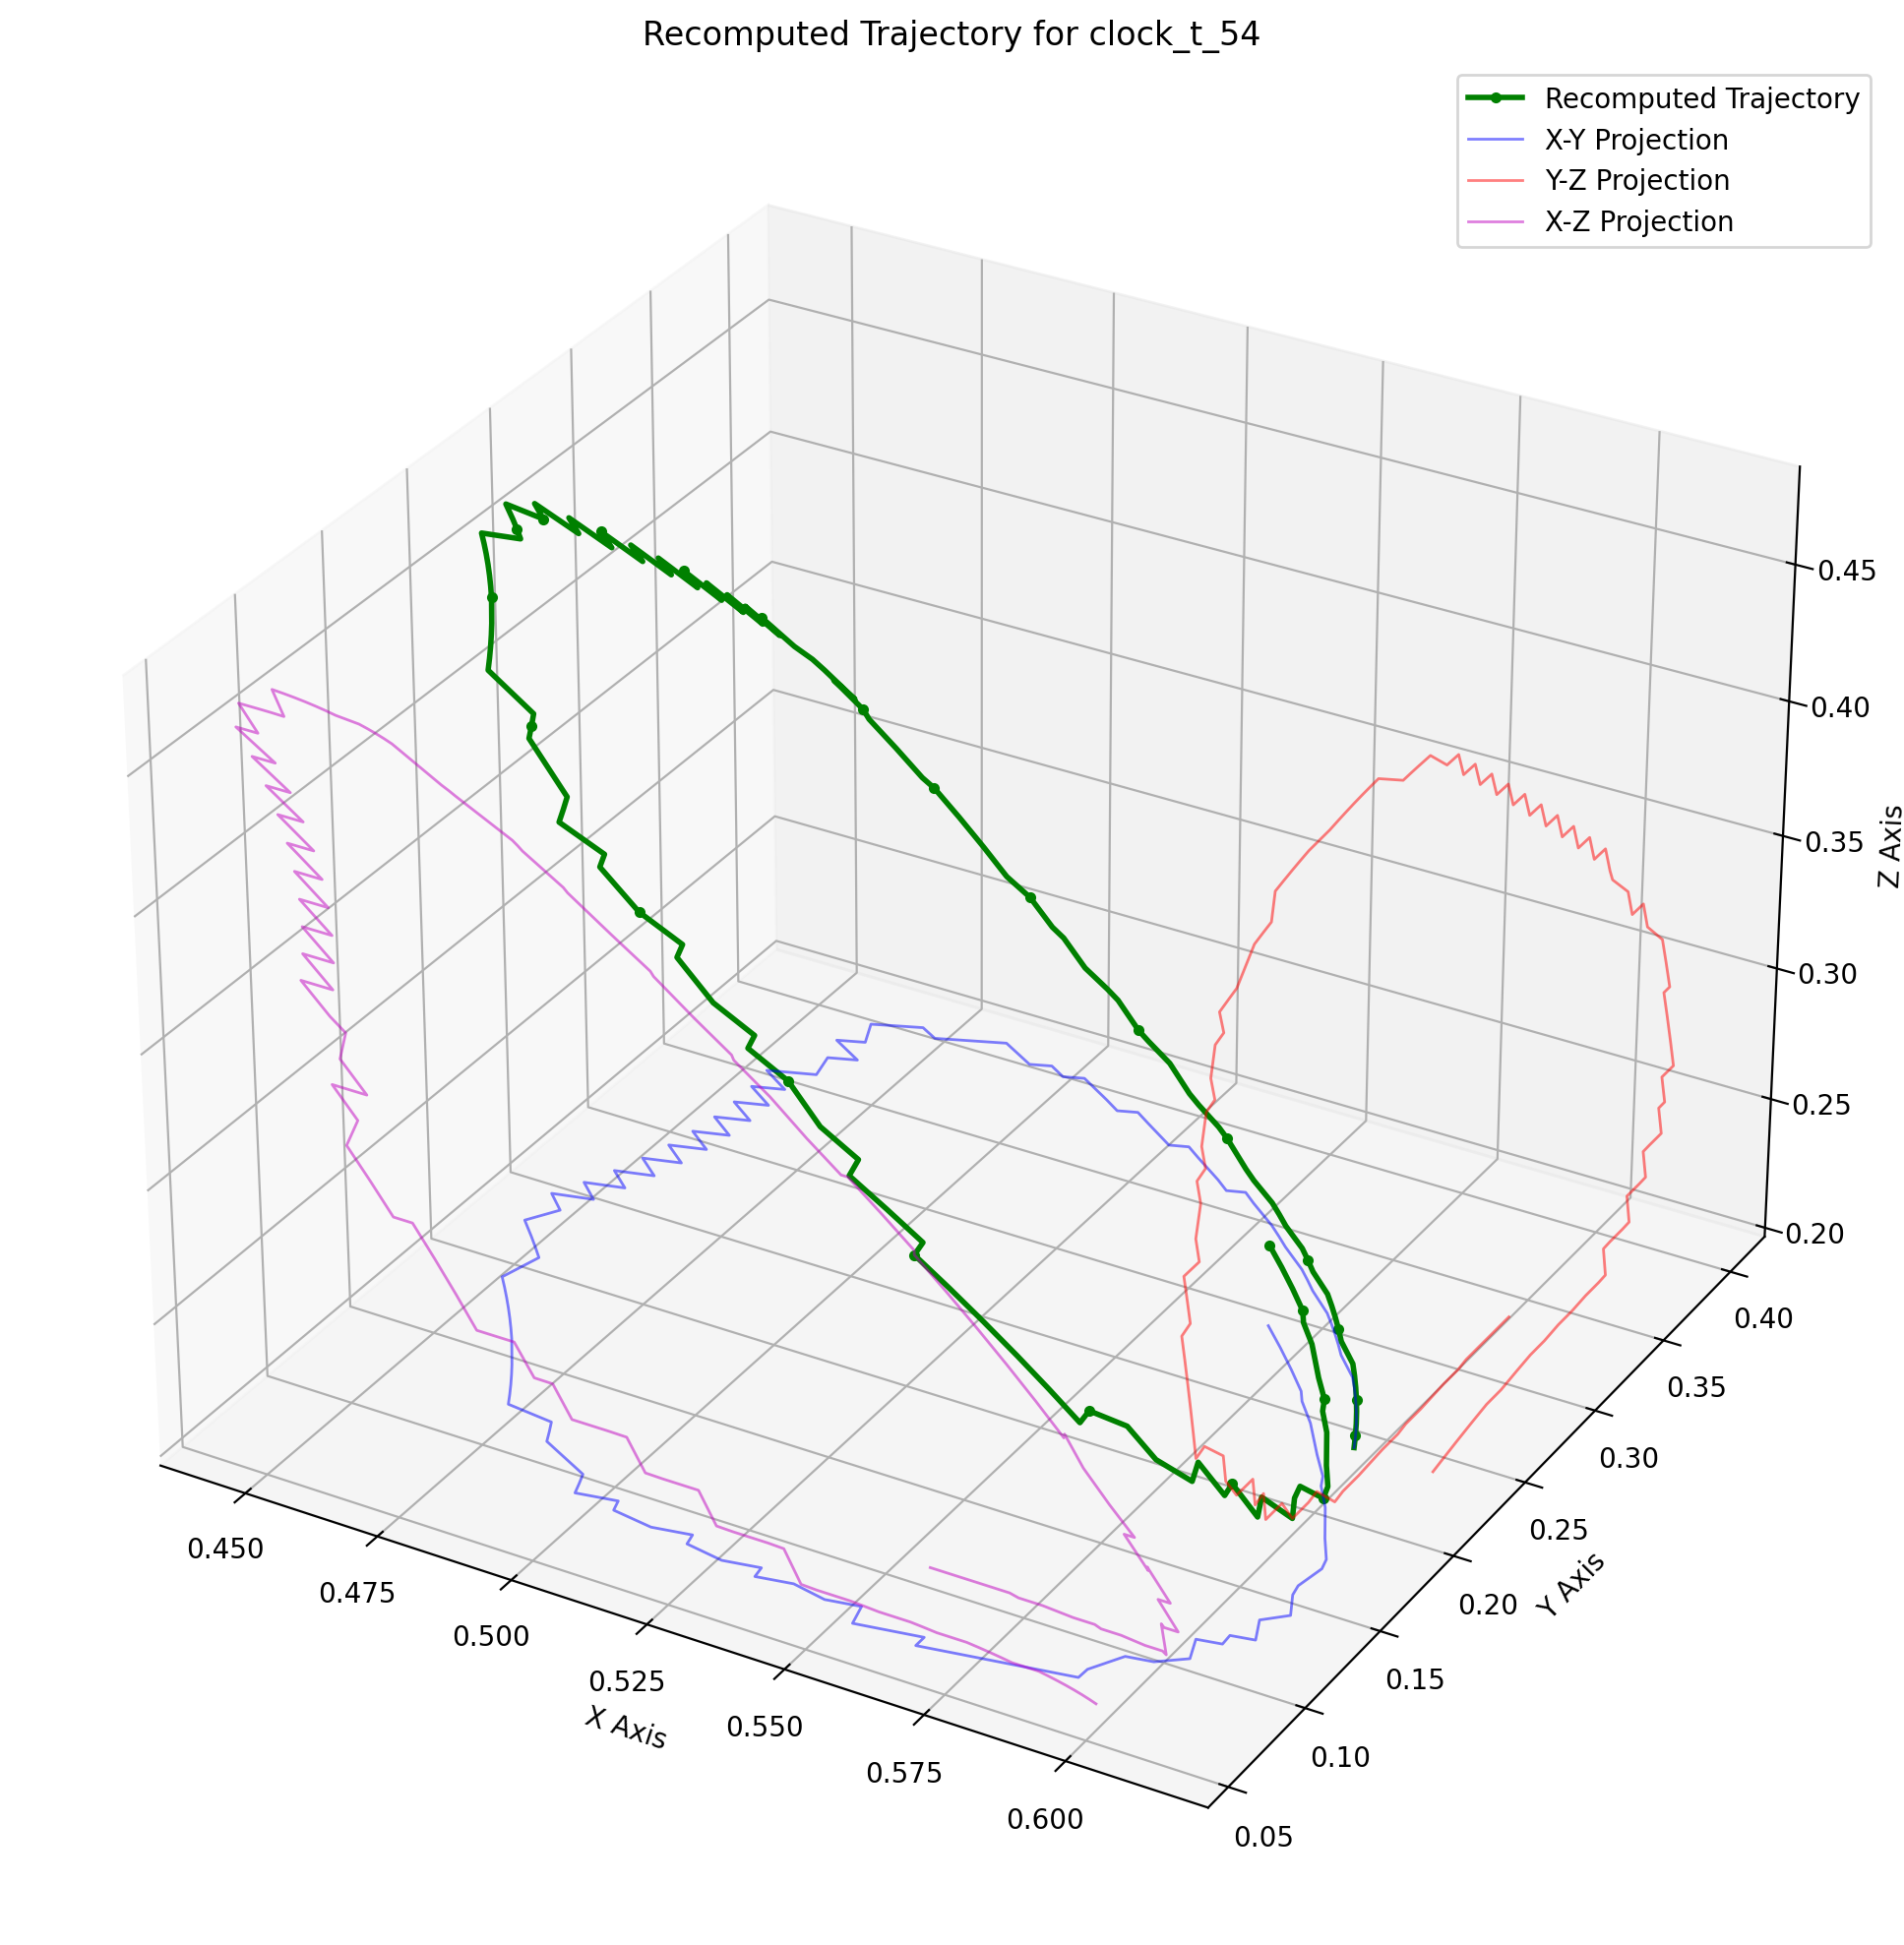 Recomputed Trajectory for clock_t_54
Recomputed Trajectory
X-Y Projection
Y-Z Projection
X-Z Projection
0.45
0.40
0.35
0.30
0.25
0.20
Z Axis
0.40
0.35
0.30
0.25
0.20
0.15
0.10
0.05
Y Axis
0.450
0.475
0.500
0.525
0.550
0.575
0.600
X Axis